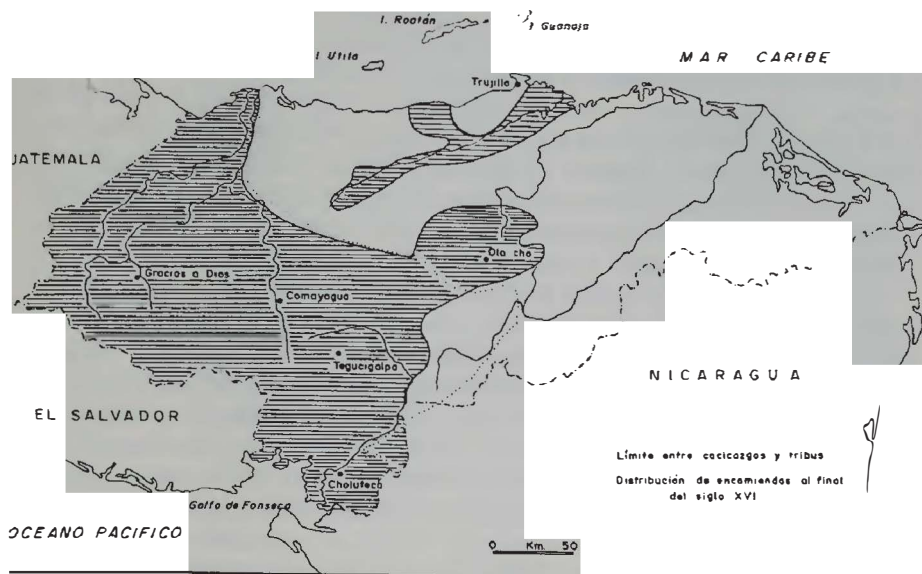 I. Roatán
I. Guanaja
I. Utila
MAR CARIBE
Trujillo
UATEMALA
Olancho
Gracias a Dios
Comayagua
Tegucigalpa
NICARAGUA
EL SALVADOR
Límite entre cacicazgos y tribus
Choluteca
Distribución de encomiendas al final
del siglo XVI
Golfo de Fonseca
OCEANO PACIFICO
0 Km. 50